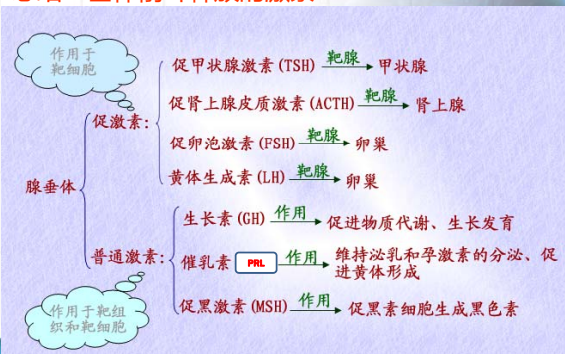 作用于
靶细胞
促甲状腺激素(TSH) 靶腺 甲状腺
促肾上腺皮质激素(ACTH) 靶腺 肾上腺
促激素:
促卵泡激素(FSH) 靶腺 卵巢
黄体生成素(LH) 靶腺 卵巢
腺垂体
生长素(GH) 作用 促进物质代谢、生长发育
普通激素:
催乳素 PRL 作用 维持泌乳和孕激素的分泌、促
进黄体形成
促黑激素(MSH) 作用 促黑素细胞生成黑色素
作用于靶组
织和靶细胞